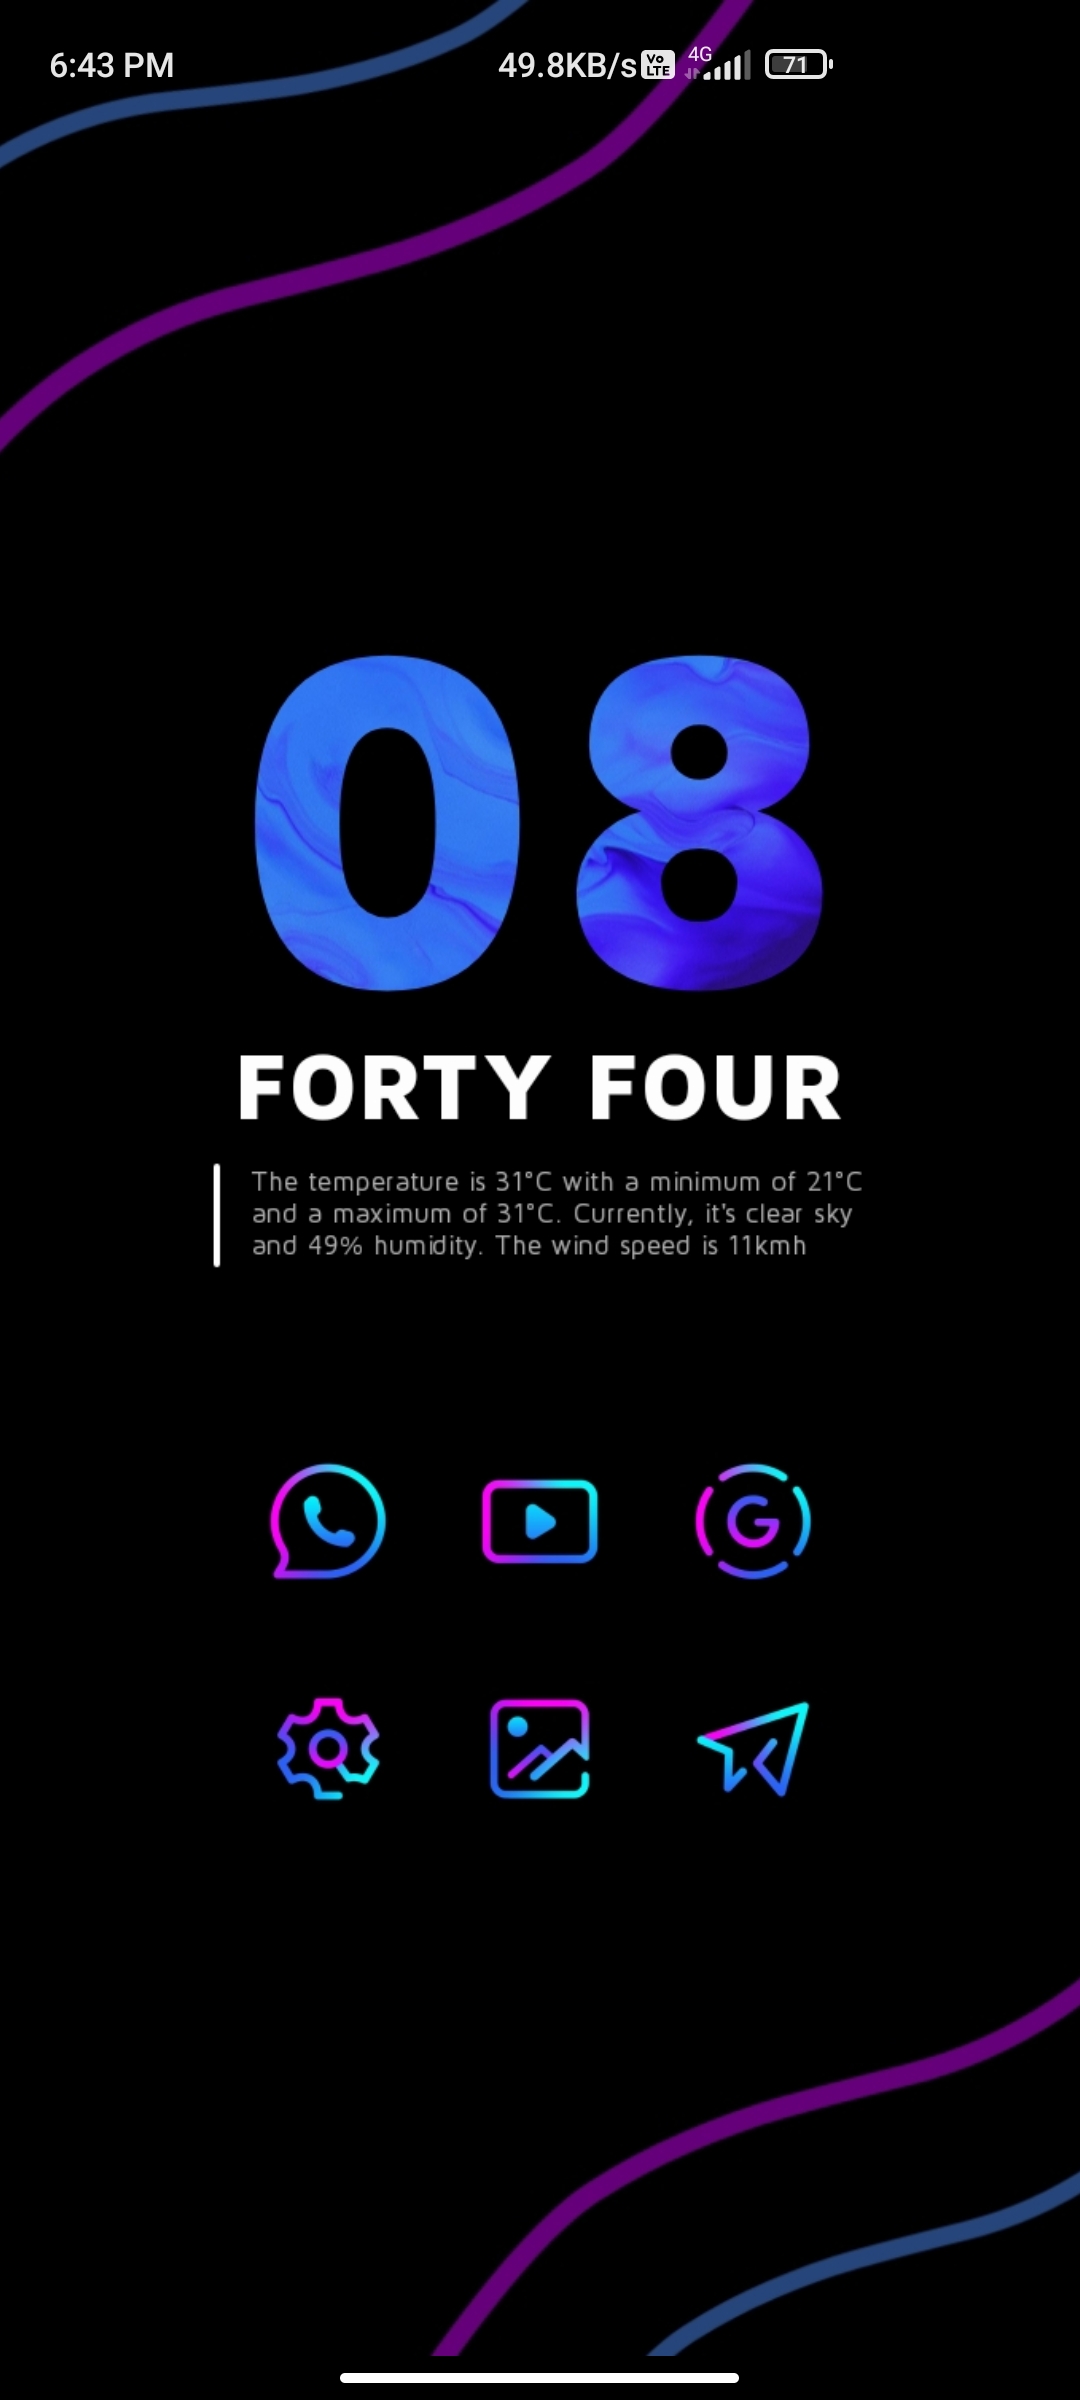 6:43 PM 49.8KB/s Vo LTE 4G 71
08
FORTY FOUR
The temperature is 31°C with a minimum of 21°C
and a maximum of 31°C. Currently, it's clear sky
and 49% humidity. The wind speed is 11kmh
G